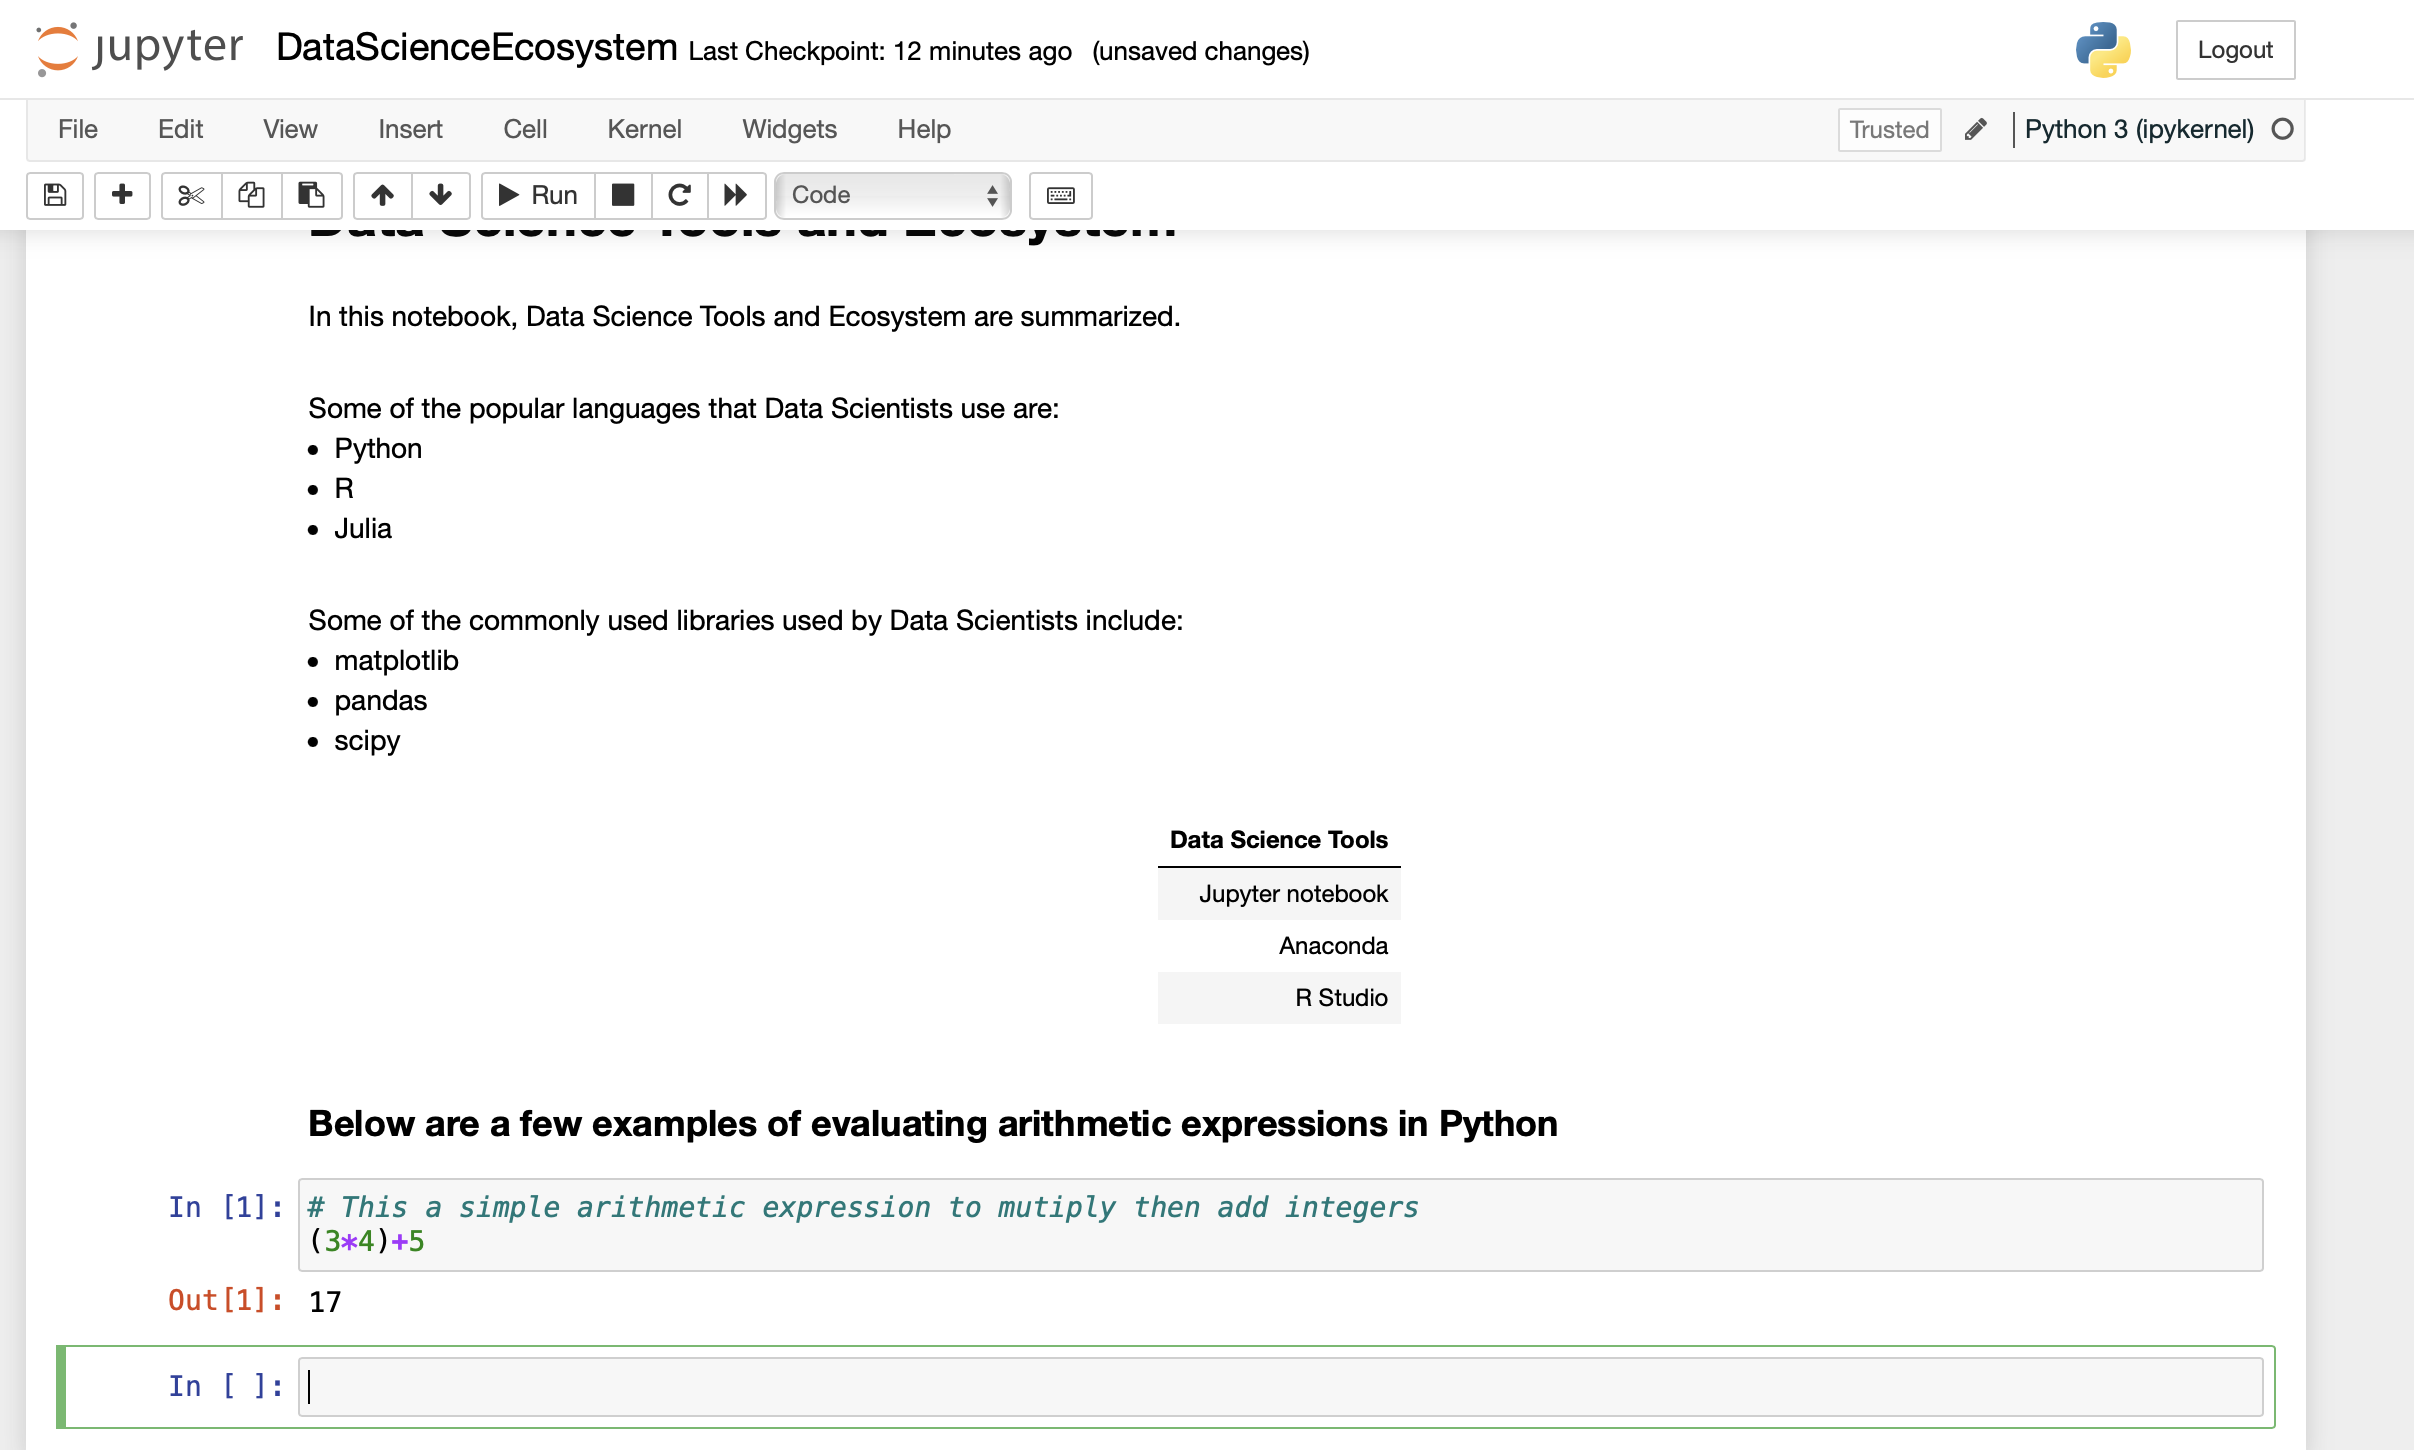 jupyter DataScienceEcosystem Last Checkpoint: 12 minutes ago (unsaved changes)
Logout
File Edit View Insert Cell Kernel Widgets Help
Trusted Python 3 (ipykernel)
Run Code
Data Science Tools and Ecosystem
In this notebook, Data Science Tools and Ecosystem are summarized.
Some of the popular languages that Data Scientists use are:
• Python
• R
• Julia
Some of the commonly used libraries used by Data Scientists include:
• matplotlib
• pandas
• scipy
Data Science Tools
Jupyter notebook
Anaconda
R Studio
Below are a few examples of evaluating arithmetic expressions in Python
In [1]: # This a simple arithmetic expression to mutiply then add integers
(3*4)+5
Out[1]: 17
In [ ]: